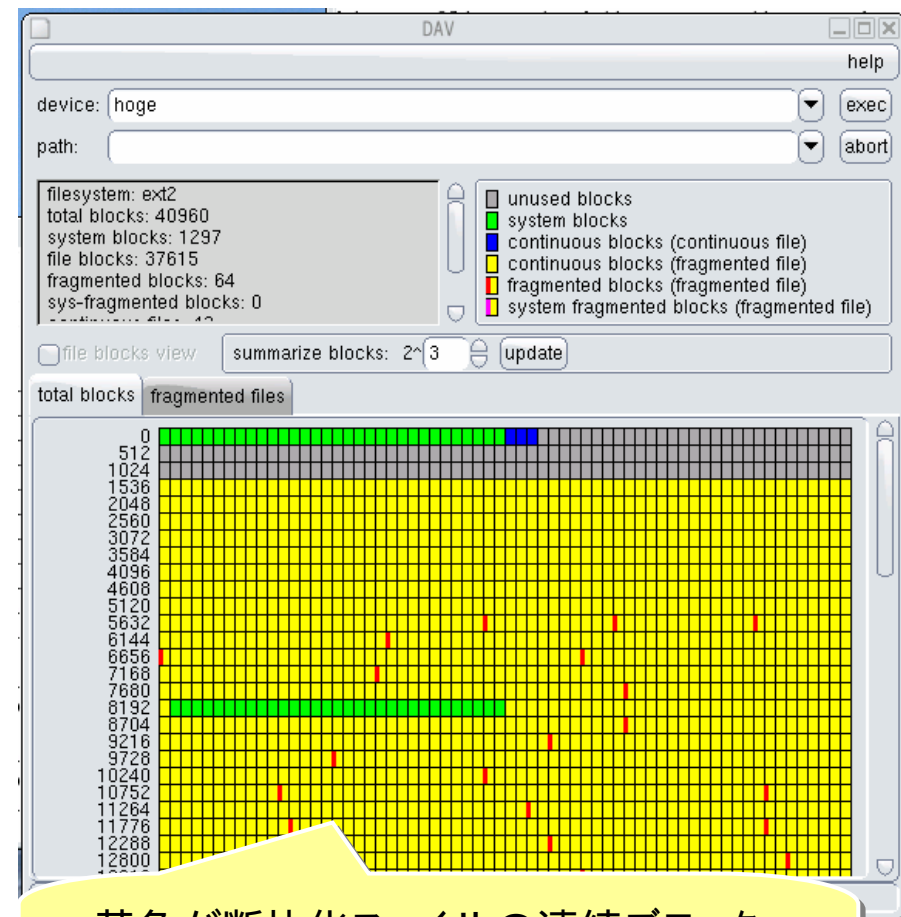 DAV
help
device: hoge
exec
path:
abort
filesystem: ext2
total blocks: 40960
system blocks: 1297
file blocks: 37615
fragmented blocks: 64
sys-fragmented blocks: 0
unused blocks
system blocks
continuous blocks (continuous file)
continuous blocks (fragmented file)
fragmented blocks (fragmented file)
system fragmented blocks (fragmented file)
file blocks view
summarize blocks: 2^ 3
update
total blocks
fragmented files
0
512
1024
1536
2048
2560
3072
3584
4096
4608
5120
5632
6144
6656
7168
7680
8192
8704
9216
9728
10240
10752
11264
11776
12288
12800